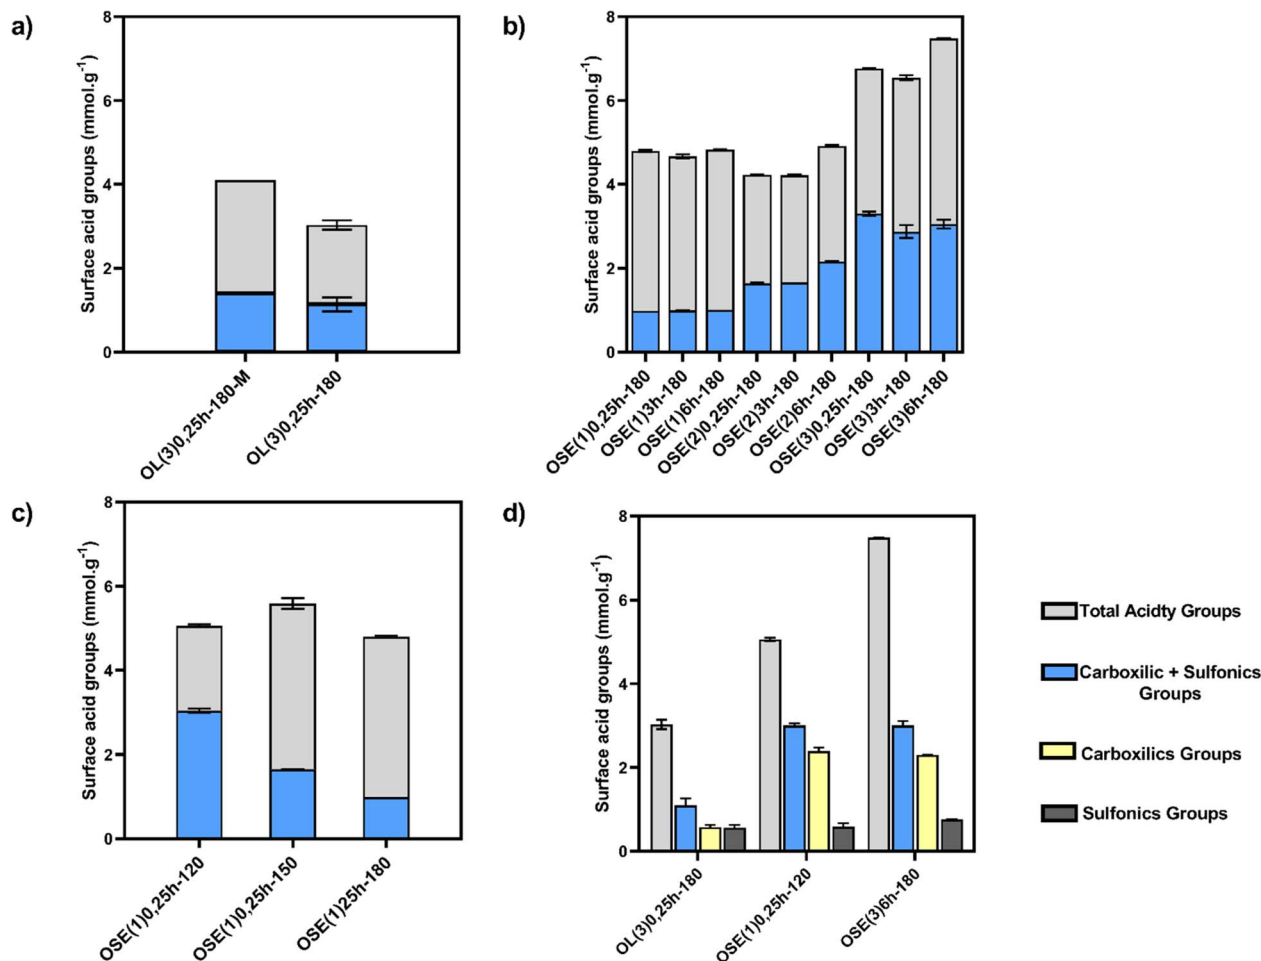 a)
Surface acid groups (mmol.g-1)
8
6
4
2
0
OL(3)0,25h-180-M
OL(3)0,25h-180
b)
Surface acid groups (mmol.g-1)
8
6
4
2
0
OSE(1)0,25h-180
OSE(1)3h-180
OSE(1)6h-180
OSE(2)0,25h-180
OSE(2)3h-180
OSE(2)6h-180
OSE(3)0,25h-180
OSE(3)3h-180
OSE(3)6h-180
c)
Surface acid groups (mmol.g-1)
8
6
4
2
0
OSE(1)0,25h-120
OSE(1)0,25h-150
OSE(1)25h-180
d)
Surface acid groups (mmol.g-1)
8
6
4
2
0
OL(3)0,25h-180
OSE(1)0,25h-120
OSE(3)6h-180
Total Acidty Groups
Carboxilic + Sulfonics
Groups
Carboxilics Groups
Sulfonics Groups